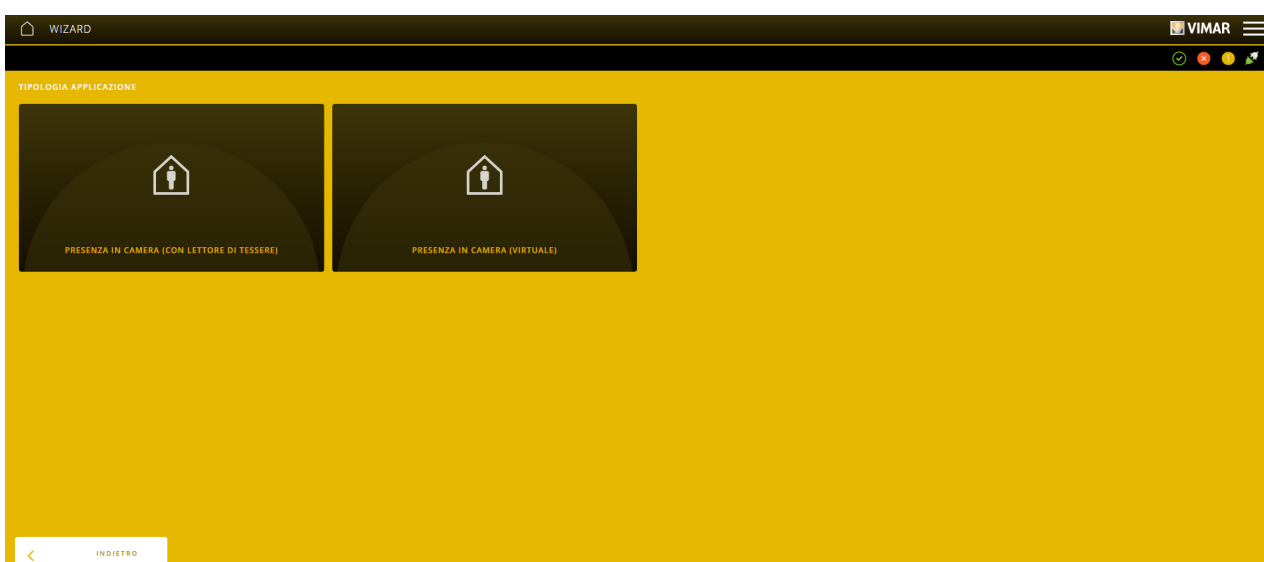 WIZARD
VIMAR
TIPOLOGIA APPLICAZIONE
PRESENZA IN CAMERA (CON LETTORE DI TESSERE)
PRESENZA IN CAMERA (VIRTUALE)
INDIETRO